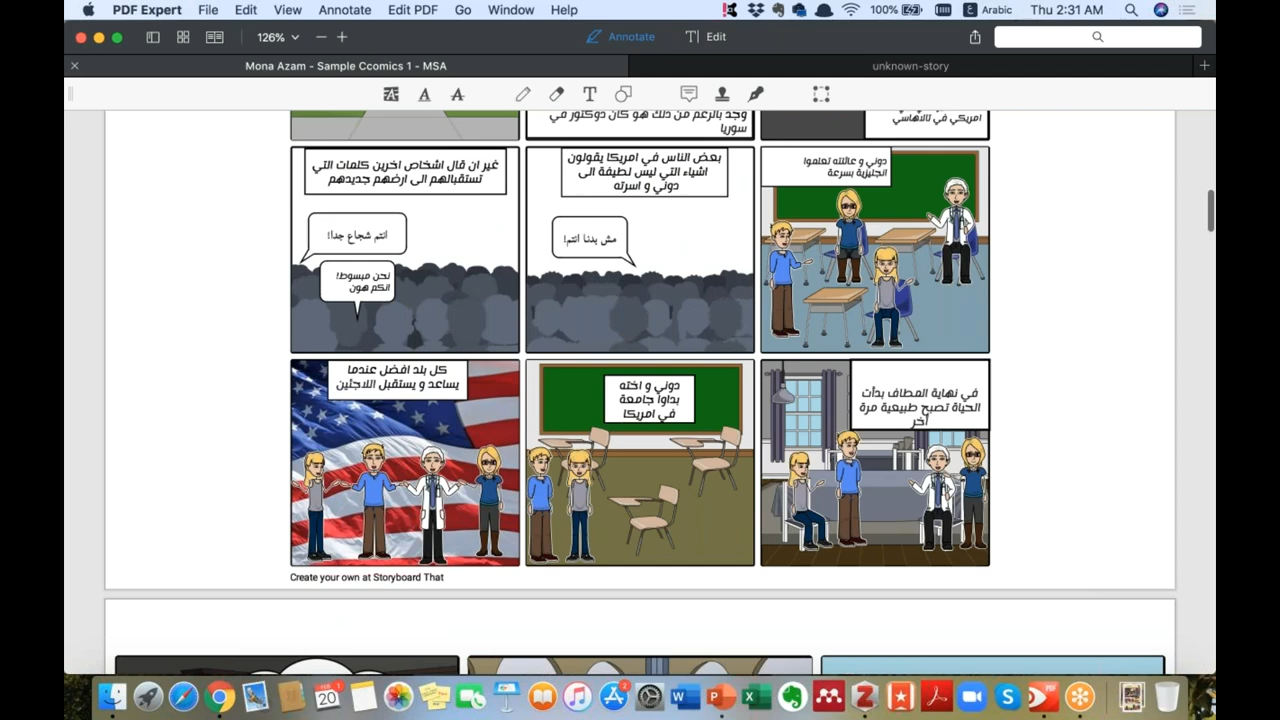 PDF Expert File Edit View Annotate Edit PDF Go Window Help 100% Arabic Thu 2:31 AM
126% Annotate Edit
Mona Azam - Sample Ccomics 1 - MSA unknown-story
وجد بالرغم من ذلك هو كان دوكتور في
سوريا
امريكي في تالاهاسي
دوني و عائلته تعلموا
انجليزية بسرعة
بعض الناس في امريكا يقولون
اشياء التي ليس لطيفة الى
دوني و اسرته
مش بدنا انتم!
غير ان قال اشخاص اخرين كلمات التي
تستقبالهم الى ارضهم جديدهم
انتم شجاع جدا!
نحن مبسوط!
انكم هون
في نهاية المطاف بدأت
الحياة تصبح طبيعية مرة
أخر
دوني و اخته
بداوا جامعة
في امريكا
كل بلد افضل عندما
يساعد و يستقبل اللاجئين
Create your own at Storyboard That